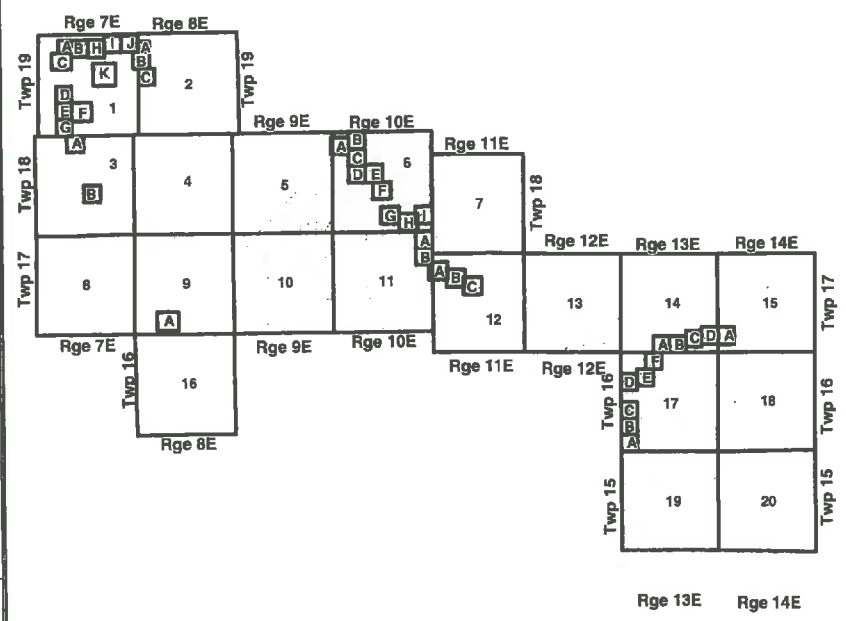 Rge 7E Rge 8E
Twp 19
A B H I J A
C B
K C
2
Twp 19
D
E F 1
G
Rge 9E Rge 10E
A
3
4
5
A B
C
6
D E
F
Rge 11E
Twp 18
B
G H I
7
Twp 18
A
B
Rge 12E Rge 13E Rge 14E
Twp 17
8
9
10
11
A B C
12
13
14
15
Twp 17
A
A B C D A
Rge 7E
Rge 9E Rge 10E
Rge 11E Rge 12E
Twp 16
16
Twp 16
F
D E
17
18
Twp 16
C
B
A
Rge 8E
Twp 15
19
20
Twp 15
Rge 13E Rge 14E